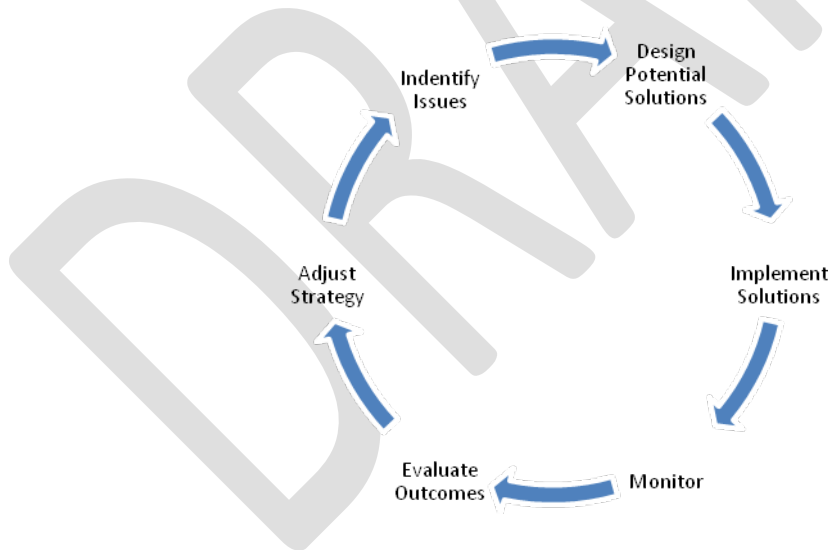 Indentify
Issues
Design
Potential
Solutions
Implement
Solutions
Monitor
Evaluate
Outcomes
Adjust
Strategy
DRAFT